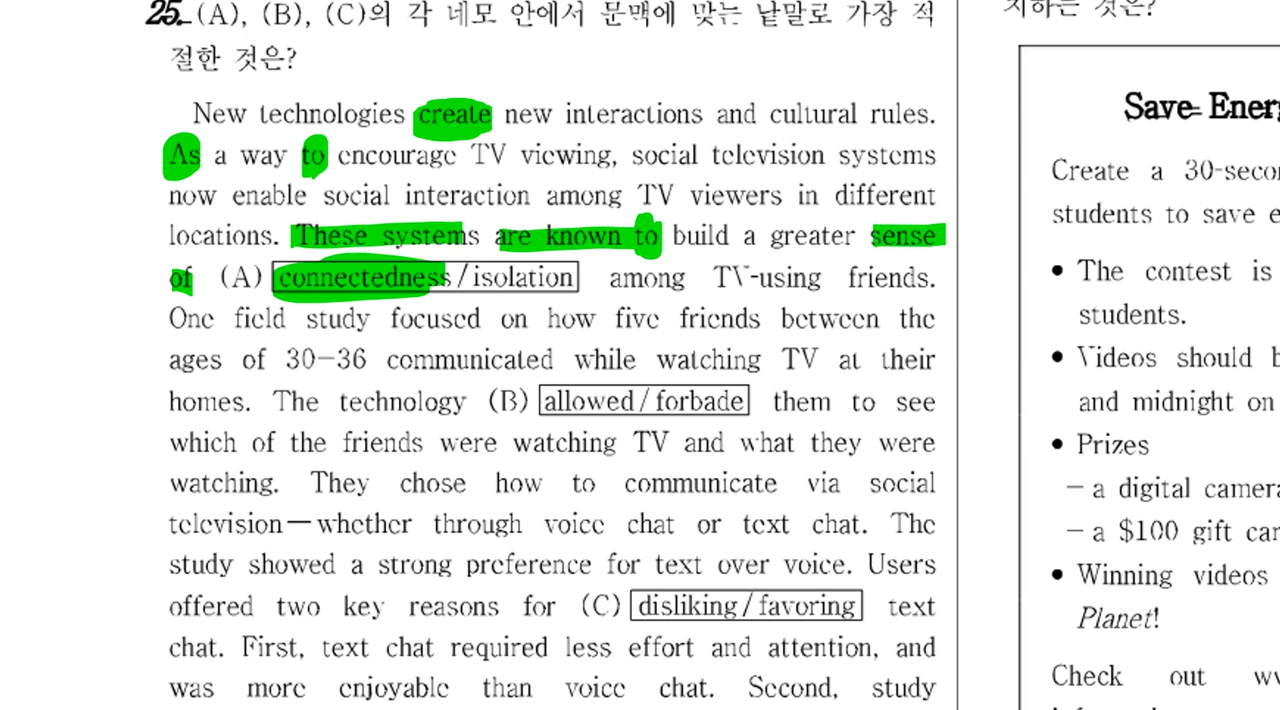 25. (A), (B), (C)의 각 네모 안에서 문맥에 맞는 낱말로 가장 적
절한 것은?
New technologies create new interactions and cultural rules.
As a way to encourage TV viewing, social television systems
now enable social interaction among TV viewers in different
locations. These systems are known to build a greater sense
of (A) connectedness / isolation among TV-using friends.
One field study focused on how five friends between the
ages of 30-36 communicated while watching TV at their
homes. The technology (B) allowed / forbade them to see
which of the friends were watching TV and what they were
watching. They chose how to communicate via social
television—whether through voice chat or text chat. The
study showed a strong preference for text over voice. Users
offered two key reasons for (C) disliking / favoring text
chat. First, text chat required less effort and attention, and
was more enjoyable than voice chat. Second, study
것은?
Save Ener
Create a 30-secon
students to save e
• The contest is
students.
• Videos should b
and midnight on
• Prizes
- a digital camera
- a $100 gift car
• Winning videos
Planet!
Check out ww